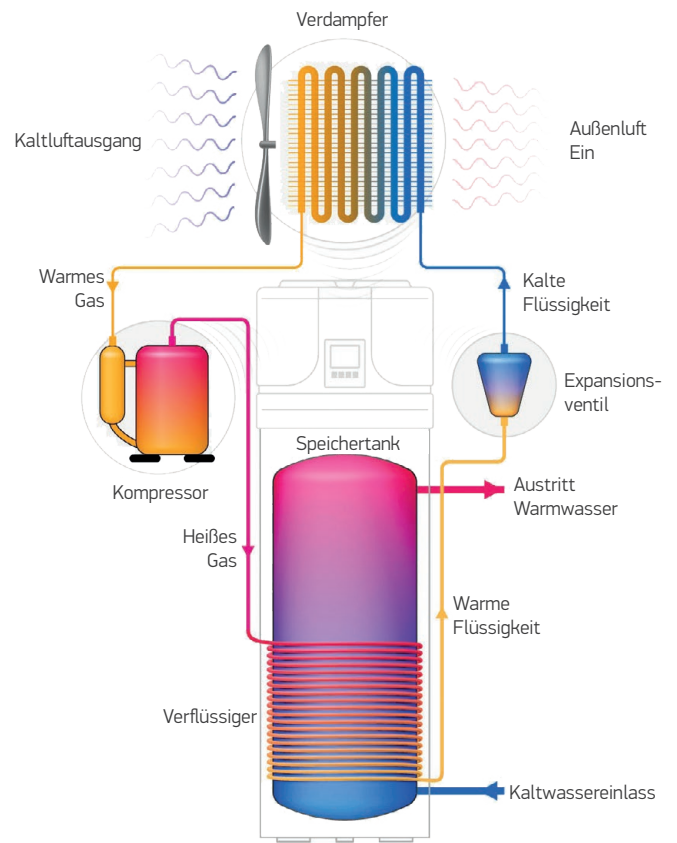 Verdampfer
Kaltluftausgang
Außenluft
Ein
Warmes
Gas
Kalte
Flüssigkeit
Expansions-
ventil
Speichertank
Kompressor
Austritt
Warmwasser
Heißes
Gas
Warme
Flüssigkeit
Verflüssiger
Kaltwassereinlass